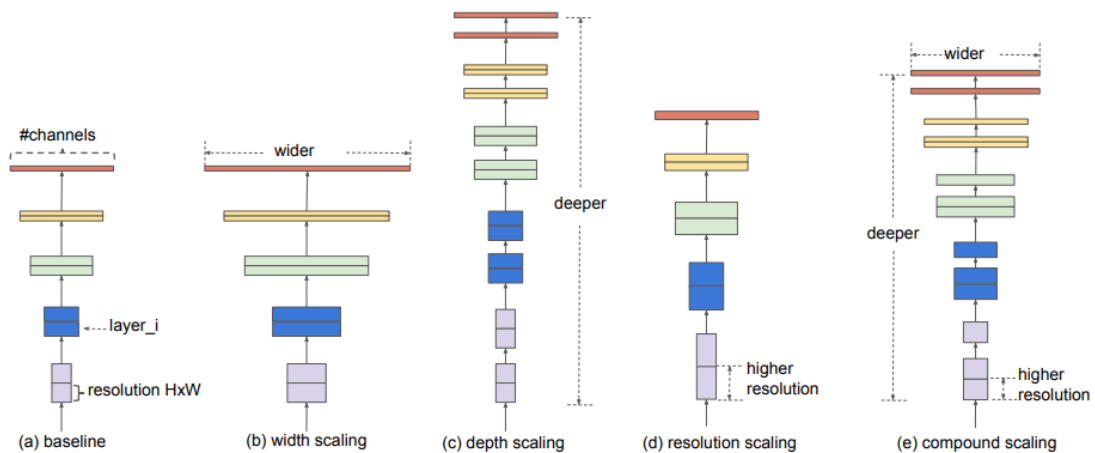 #channels
layer_i
resolution HxW
(a) baseline
wider
(b) width scaling
deeper
(c) depth scaling
higher
resolution
(d) resolution scaling
wider
deeper
higher
resolution
(e) compound scaling